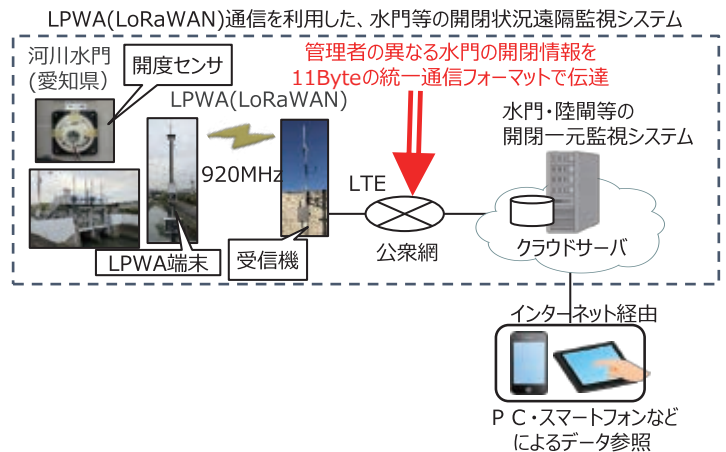 LPWA(LoRaWAN)通信を利用した、水門等の開閉状況遠隔監視システム
河川水門
(愛知県)
開度センサ
管理者の異なる水門の開閉情報を
11Byteの統一通信フォーマットで伝達
LPWA(LoRaWAN)
920MHz
水門・陸閘等の
開閉一元監視システム
LTE
公衆網
クラウドサーバ
LPWA端末
受信機
インターネット経由
ＰＣ・スマートフォンなど
によるデータ参照